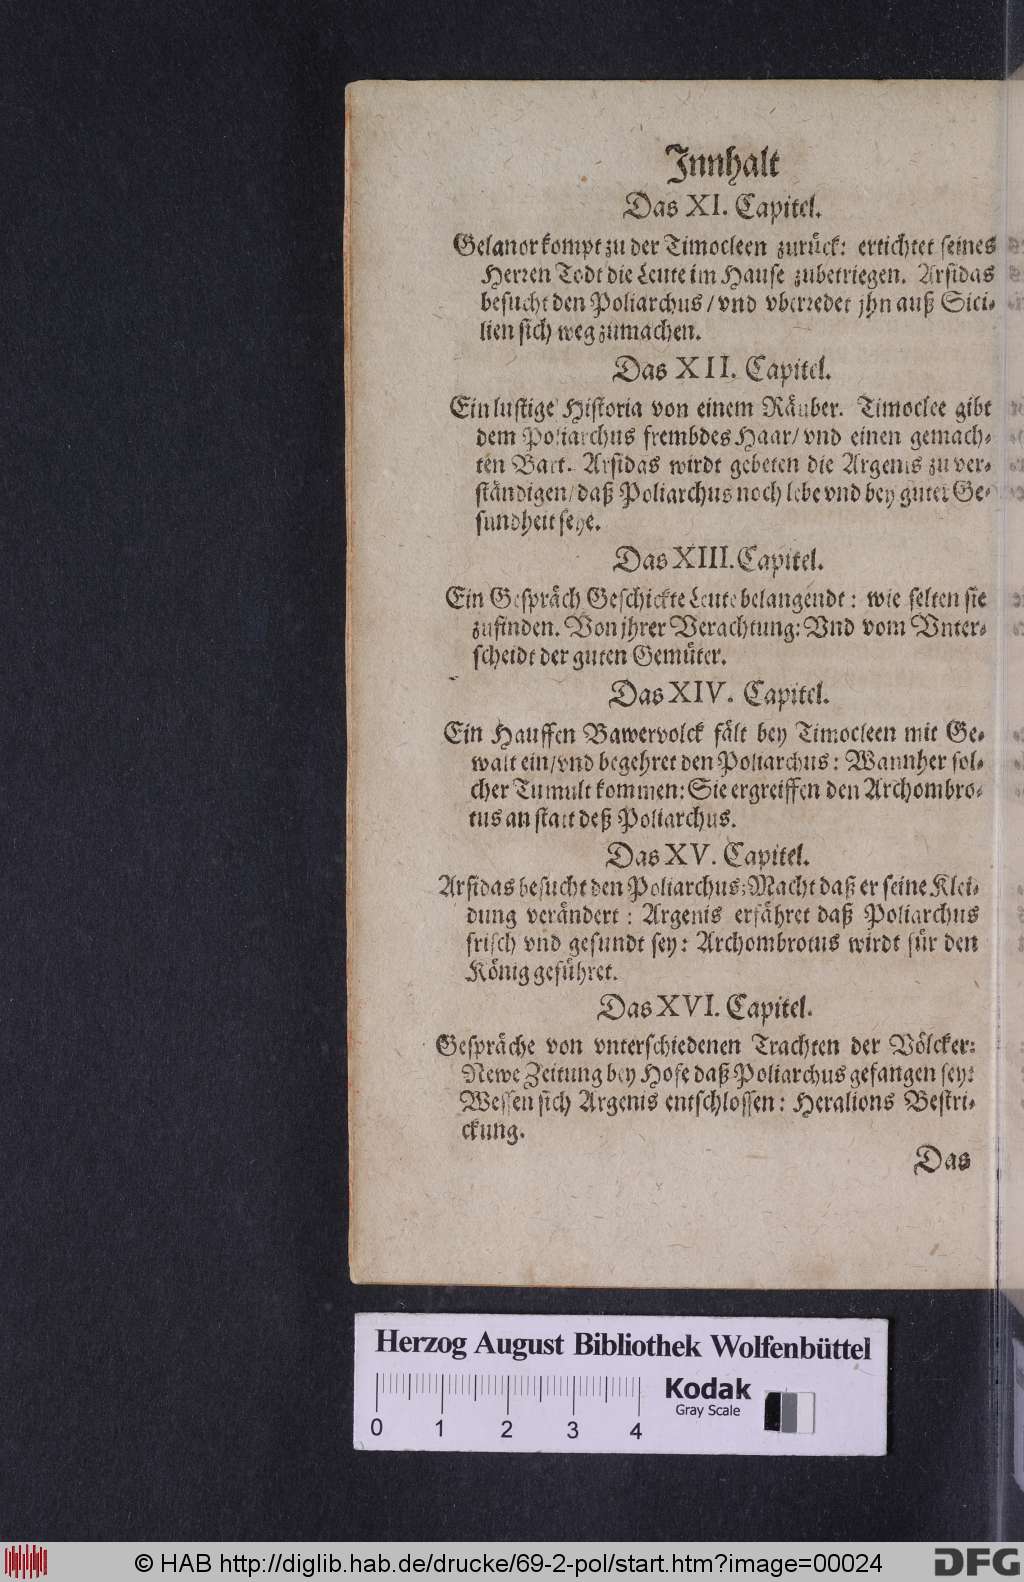 Innhalt
Das XI. Capitel.
Gelanor kompt zu der Timocleen zurück: ertichtet seines
Herren Todt die Leute im Hause zubetriegen. Arsidas
besucht den Poliarchus / vnd vberredet jhn auß Sici-
lien sich weg zumachen.
Das XII. Capitel.
Ein lustige Historia von einem Räuber. Timoclee gibt
dem Poliarchus frembdes Haar / vnd einen gemach-
ten Bart. Arsidas wirdt gebeten die Argenis zu ver-
ständigen / daß Poliarchus noch lebe vnd bey guter Ge-
sundheit seye.
Das XIII. Capitel.
Ein Gespräch Geschickte Leute belangendt: wie selten sie
zufinden. Von jhrer Verachtung: Vnd vom Vnter-
scheidt der guten Gemüter.
Das XIV. Capitel.
Ein Hauffen Bawervolck fält bey Timocleen mit Ge-
walt ein / vnd begehret den Poliarchus: Wannher sol-
cher Tumult kommen: Sie ergreiffen den Archombro-
tus an statt deß Poliarchus.
Das XV. Capitel.
Arsidas besucht den Poliarchus; Macht daß er seine Klei-
dung verändert: Argenis erfähret daß Poliarchus
frisch vnd gesundt sey: Archombrotus wirdt für den
König geführet.
Das XVI. Capitel.
Gespräche von vnterschiedenen Trachten der Völcker:
Newe Zeitung bey Hofe daß Poliarchus gefangen sey:
Wessen sich Argenis entschlossen: Heralions Bestri-
ckung.
Das
Herzog August Bibliothek Wolfenbüttel
0 1 2 3 4
Kodak
Gray Scale
© HAB http://diglib.hab.de/drucke/69-2-pol/start.htm?image=00024
DFG